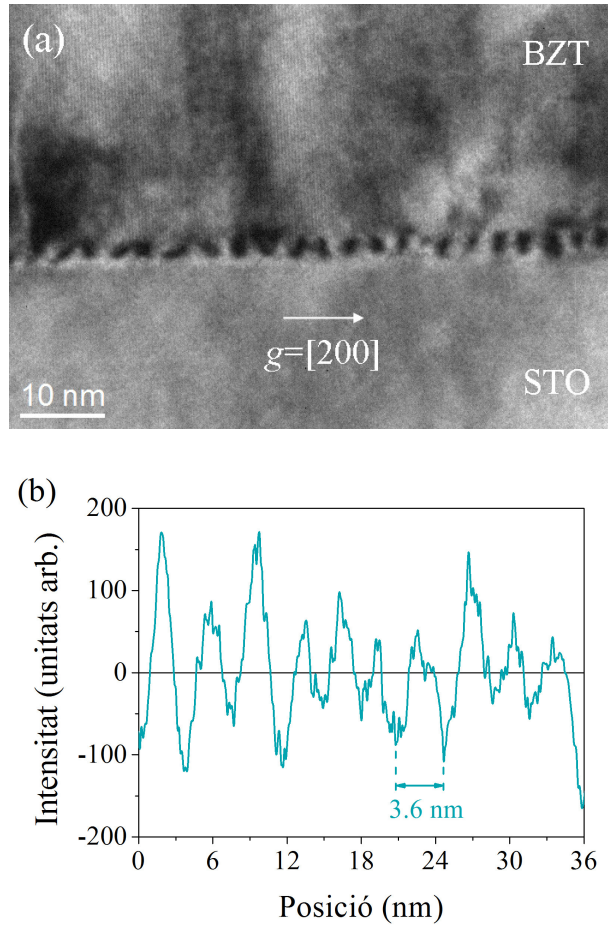 (a)
BZT
g=[200]
10 nm
STO
(b)
200
100
0
-100
-200
Intensitat (unitats arb.)
3.6 nm
0 6 12 18 24 30 36
Posició (nm)